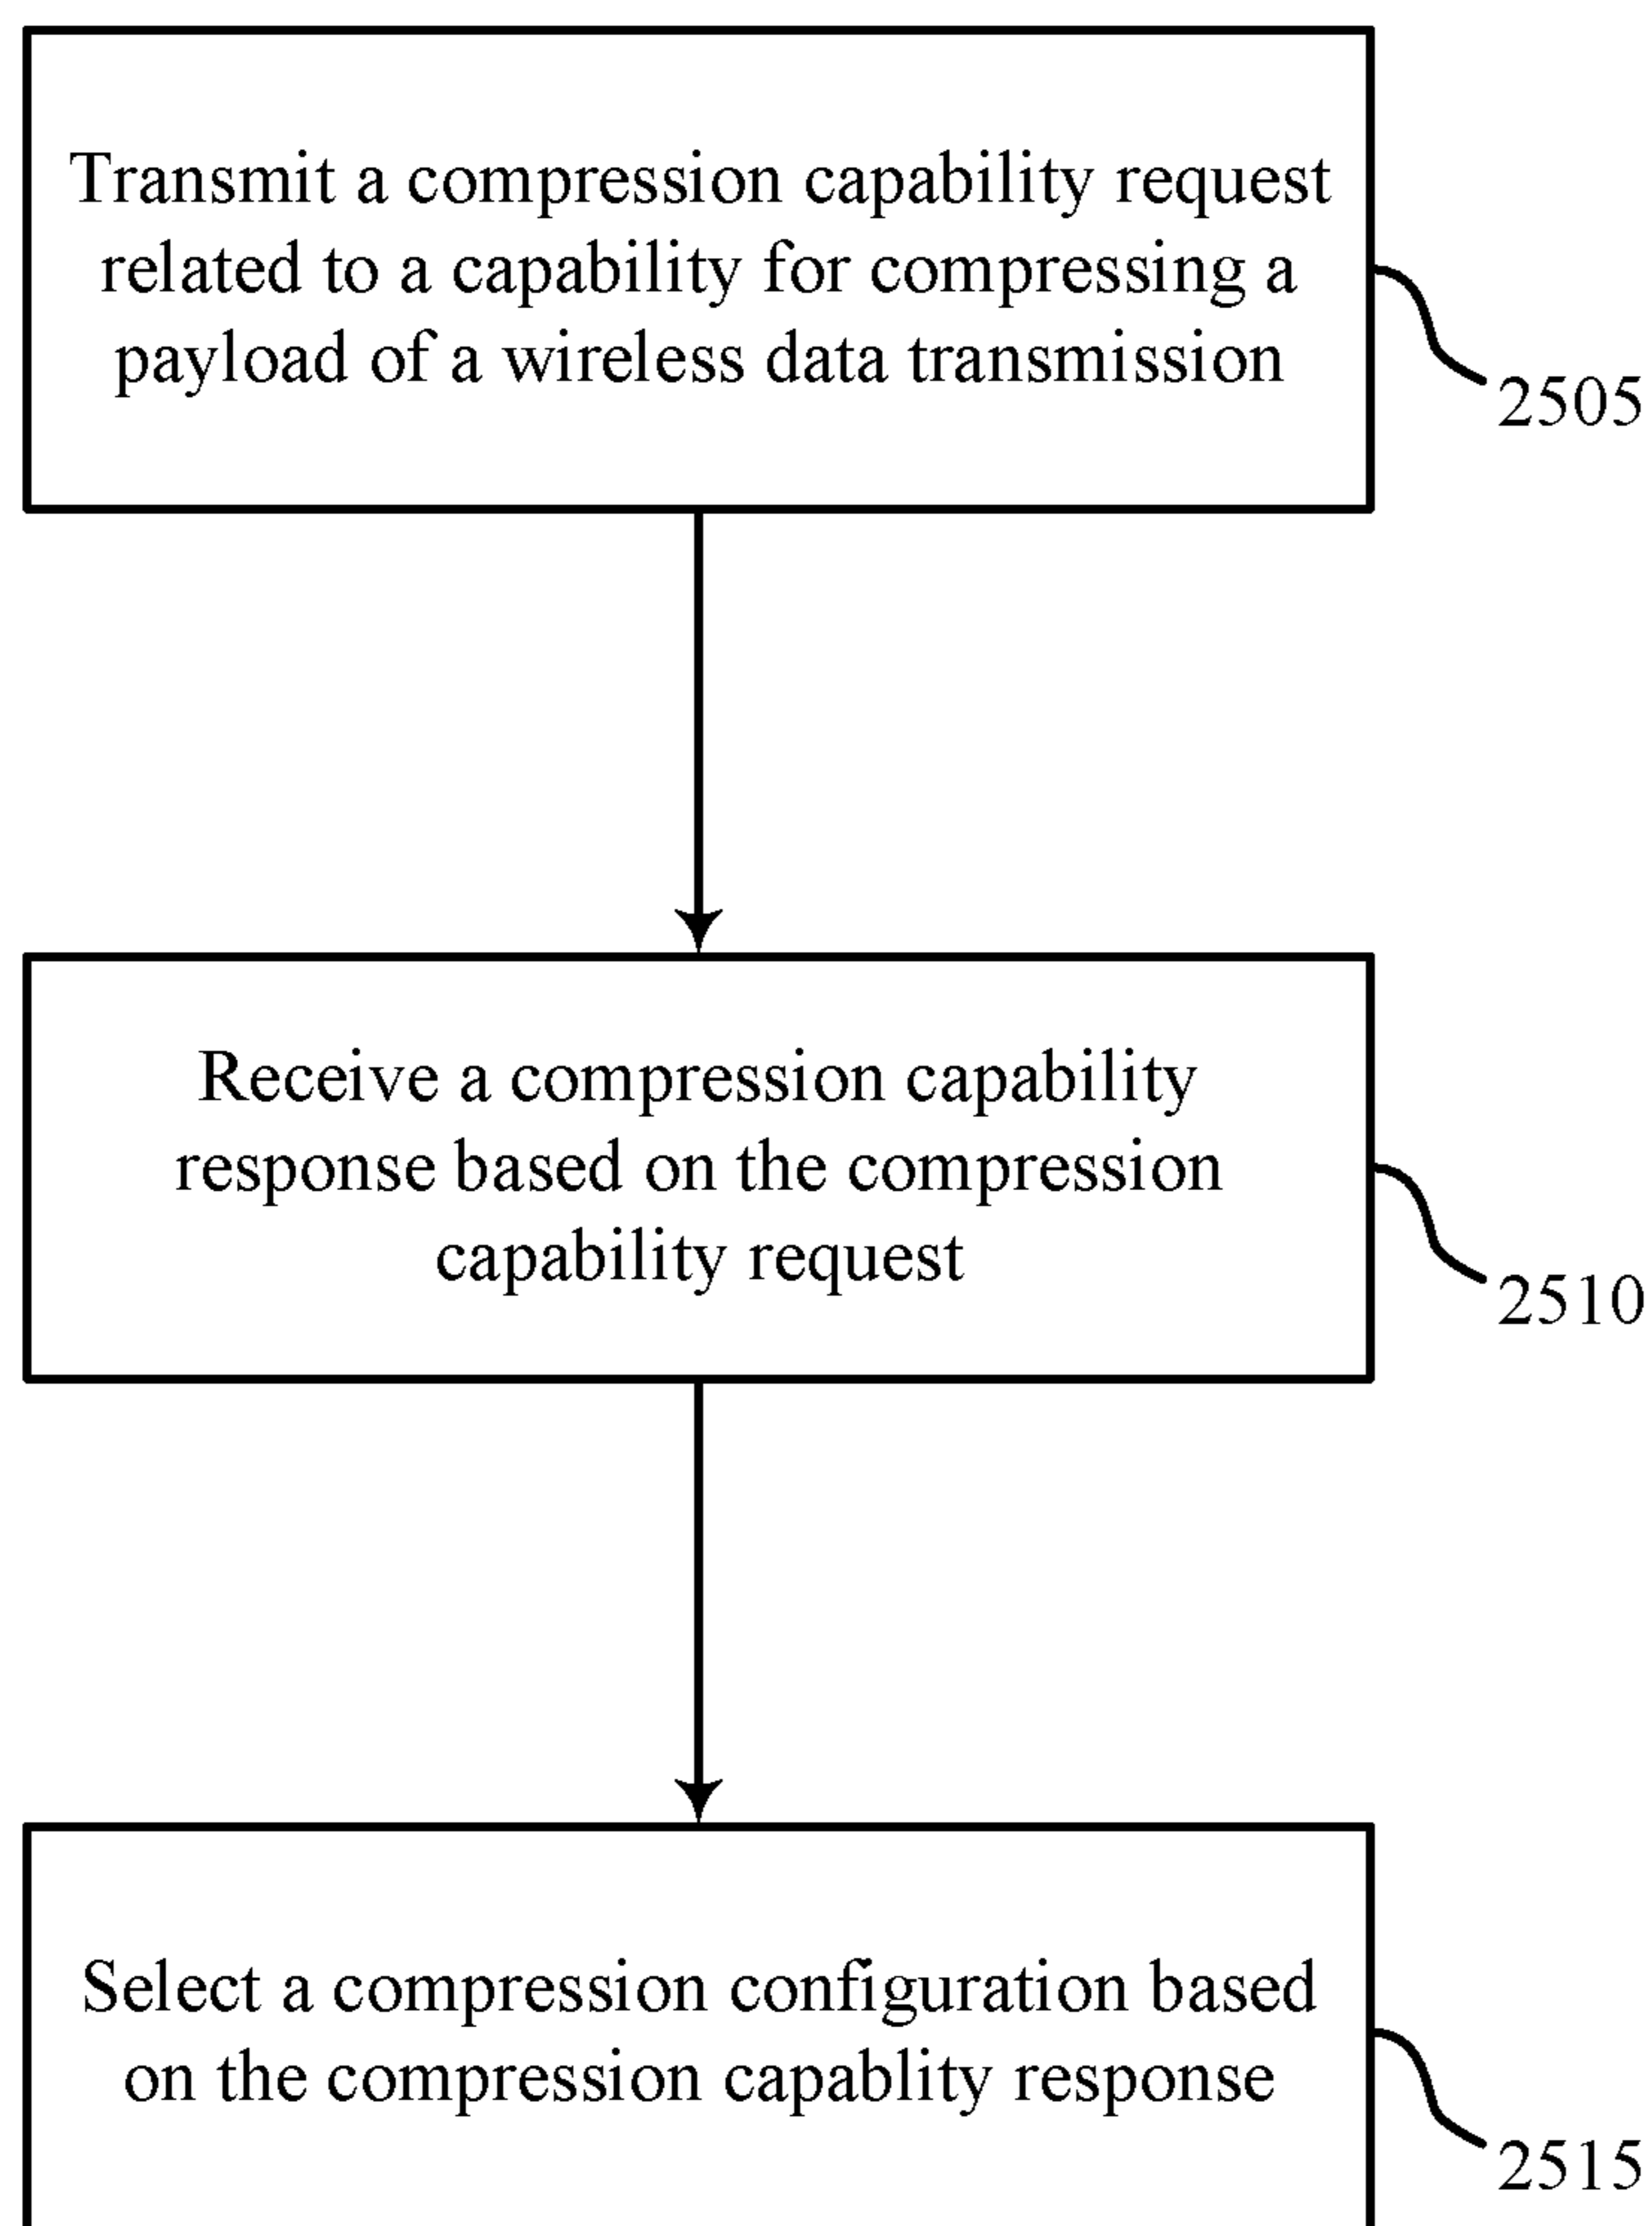 Transmit a compression capability request
related to a capability for compressing a
payload of a wireless data transmission
2505
Receive a compression capability
response based on the compression
capability request
2510
Select a compression configuration based
on the compression capablity response
2515